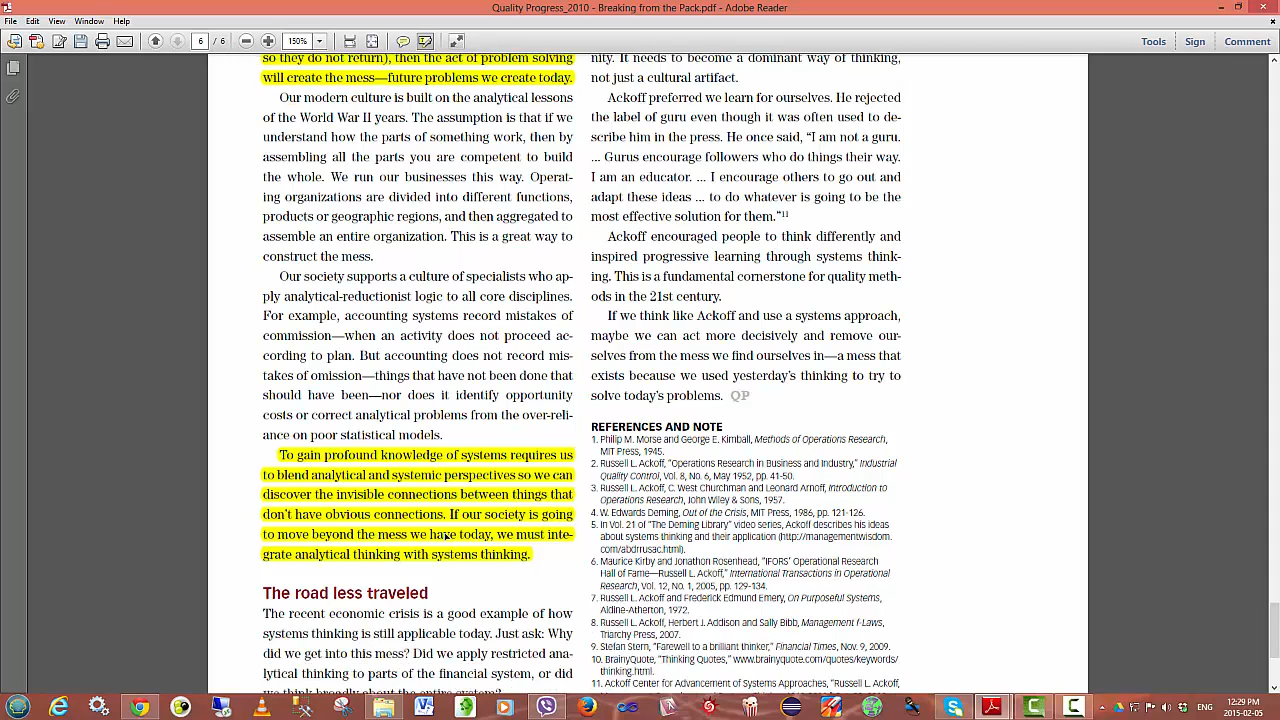 Quality Progress_2010 - Breaking from the Pack.pdf - Adobe Reader
File Edit View Window Help
6 / 6 150% Tools Sign Comment
so they do not return), then the act of problem solving
will create the mess—future problems we create today.
Our modern culture is built on the analytical lessons
of the World War II years. The assumption is that if we
understand how the parts of something work, then by
assembling all the parts you are competent to build
the whole. We run our businesses this way. Operat-
ing organizations are divided into different functions,
products or geographic regions, and then aggregated to
assemble an entire organization. This is a great way to
construct the mess.
Our society supports a culture of specialists who ap-
ply analytical-reductionist logic to all core disciplines.
For example, accounting systems record mistakes of
commission—when an activity does not proceed ac-
cording to plan. But accounting does not record mis-
takes of omission—things that have not been done that
should have been—nor does it identify opportunity
costs or correct analytical problems from the over-reli-
ance on poor statistical models.
To gain profound knowledge of systems requires us
to blend analytical and systemic perspectives so we can
discover the invisible connections between things that
don't have obvious connections. If our society is going
to move beyond the mess we have today, we must inte-
grate analytical thinking with systems thinking.
The road less traveled
The recent economic crisis is a good example of how
systems thinking is still applicable today. Just ask: Why
did we get into this mess? Did we apply restricted ana-
lytical thinking to parts of the financial system, or did
we think broadly about the entire system?
nity. It needs to become a dominant way of thinking,
not just a cultural artifact.
Ackoff preferred we learn for ourselves. He rejected
the label of guru even though it was often used to de-
scribe him in the press. He once said, “I am not a guru.
... Gurus encourage followers who do things their way.
I am an educator. ... I encourage others to go out and
adapt these ideas ... to do whatever is going to be the
most effective solution for them.”11
Ackoff encouraged people to think differently and
inspired progressive learning through systems think-
ing. This is a fundamental cornerstone for quality meth-
ods in the 21st century.
If we think like Ackoff and use a systems approach,
maybe we can act more decisively and remove our-
selves from the mess we find ourselves in—a mess that
exists because we used yesterday's thinking to try to
solve today's problems. QP
REFERENCES AND NOTE
1. Philip M. Morse and George E. Kimball, Methods of Operations Research,
MIT Press, 1945.
2. Russell L. Ackoff, “Operations Research in Business and Industry,” Industrial
Quality Control, Vol. 8, No. 6, May 1952, pp. 41-50.
3. Russell L. Ackoff, C. West Churchman and Leonard Arnoff, Introduction to
Operations Research, John Wiley & Sons, 1957.
4. W. Edwards Deming, Out of the Crisis, MIT Press, 1986, pp. 121-126.
5. In Vol. 21 of “The Deming Library” video series, Ackoff describes his ideas
about systems thinking and their application (http://managementwisdom.
com/abdrrusac.html).
6. Maurice Kirby and Jonathon Rosenhead, “IFORS' Operational Research
Hall of Fame—Russell L. Ackoff,” International Transactions in Operational
Research, Vol. 12, No. 1, 2005, pp. 129-134.
7. Russell L. Ackoff and Frederick Edmund Emery, On Purposeful Systems,
Aldine-Atherton, 1972.
8. Russell L. Ackoff, Herbert J. Addison and Sally Bibb, Management f-Laws,
Triarchy Press, 2007.
9. Stefan Stern, “Farewell to a brilliant thinker,” Financial Times, Nov. 9, 2009.
10. BrainyQuote, “Thinking Quotes,” www.brainyquote.com/quotes/keywords/
thinking.html.
11. Ackoff Center for Advancement of Systems Approaches, “Russell L. Ackoff,
ENG 12:29 PM
2015-02-05